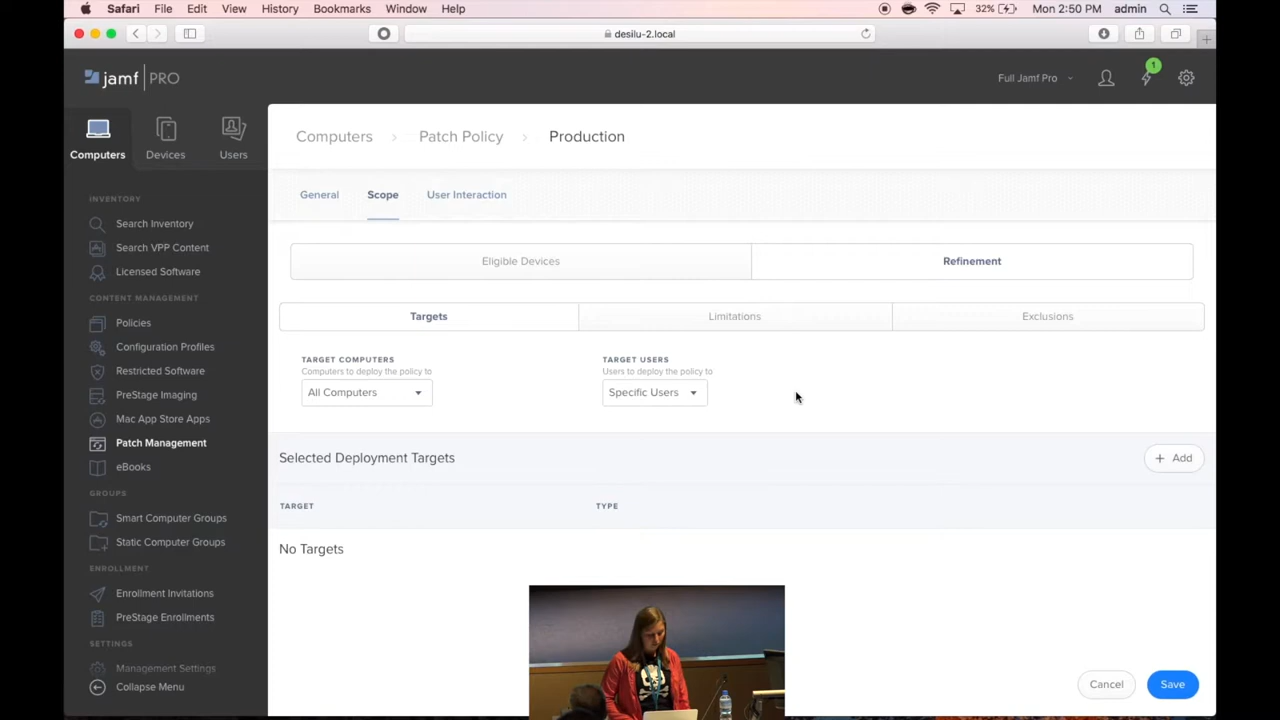 Safari File Edit View History Bookmarks Window Help 32% Mon 2:50 PM admin
desilu-2.local
jamf PRO
Full Jamf Pro
1
Computers Devices Users
Computers Patch Policy Production
General Scope User Interaction
INVENTORY
Search Inventory
Search VPP Content
Licensed Software
CONTENT MANAGEMENT
Policies
Configuration Profiles
Restricted Software
PreStage Imaging
Mac App Store Apps
Patch Management
eBooks
GROUPS
Smart Computer Groups
Static Computer Groups
ENROLLMENT
Enrollment Invitations
PreStage Enrollments
SETTINGS
Management Settings
Collapse Menu
Eligible Devices Refinement
Targets Limitations Exclusions
TARGET COMPUTERS
Computers to deploy the policy to
All Computers
TARGET USERS
Users to deploy the policy to
Specific Users
Selected Deployment Targets
+ Add
TARGET TYPE
No Targets
Cancel Save